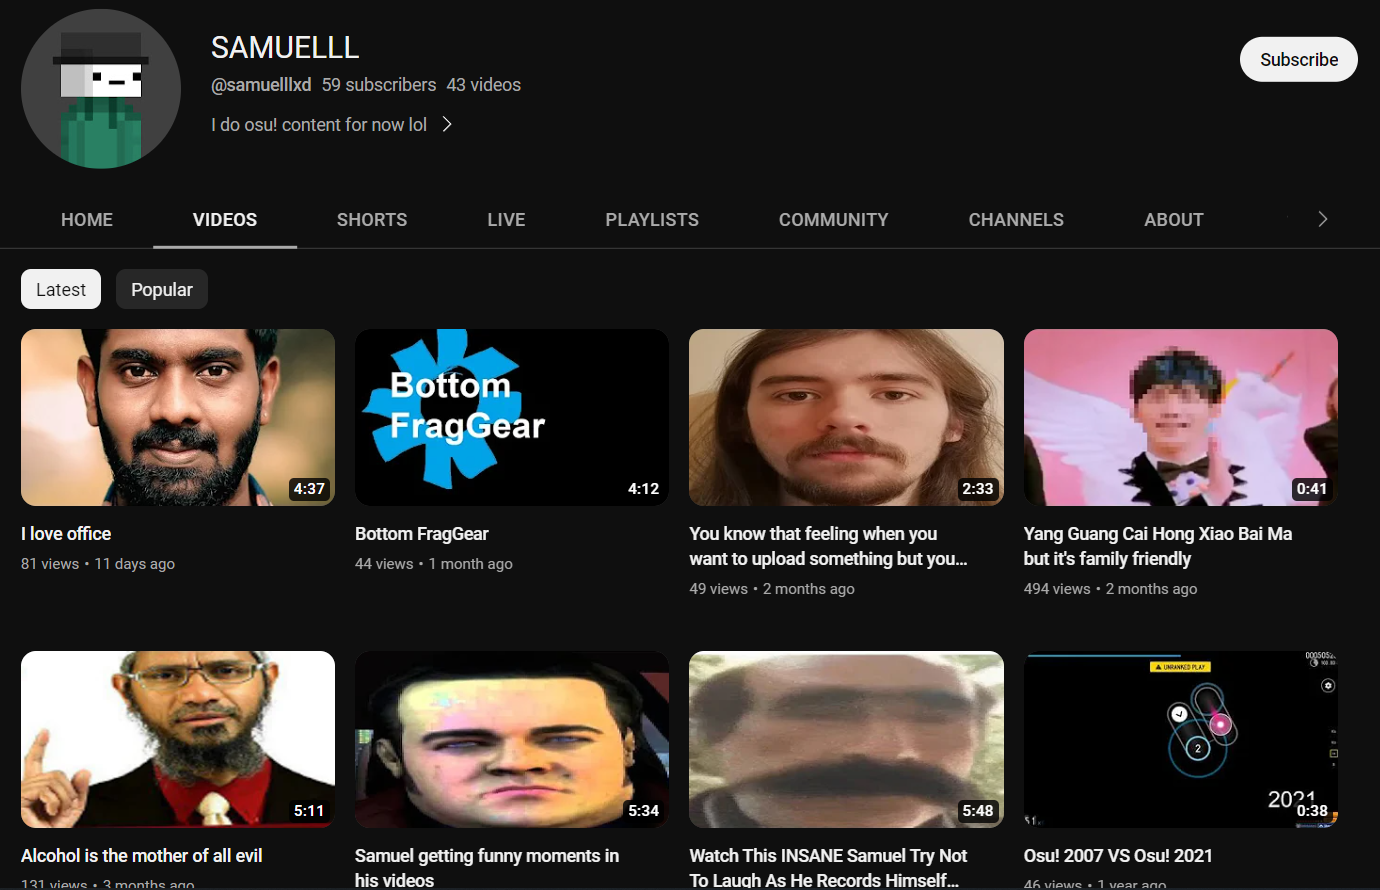 SAMUELLL
@samuelllxd 59 subscribers 43 videos
I do osu! content for now lol
Subscribe
HOME VIDEOS SHORTS LIVE PLAYLISTS COMMUNITY CHANNELS ABOUT
Latest Popular
Bottom
FragGear
4:37 4:12 2:33 0:41
I love office
81 views • 11 days ago
Bottom FragGear
44 views • 1 month ago
You know that feeling when you
want to upload something but you...
49 views • 2 months ago
Yang Guang Cai Hong Xiao Bai Ma
but it's family friendly
494 views • 2 months ago
UNRANKED PLAY
2
2021
5:11 5:34 5:48 0:38
Alcohol is the mother of all evil
131 views • 3 months ago
Samuel getting funny moments in
his videos
Watch This INSANE Samuel Try Not
To Laugh As He Records Himself...
Osu! 2007 VS Osu! 2021
46 views • 1 year ago